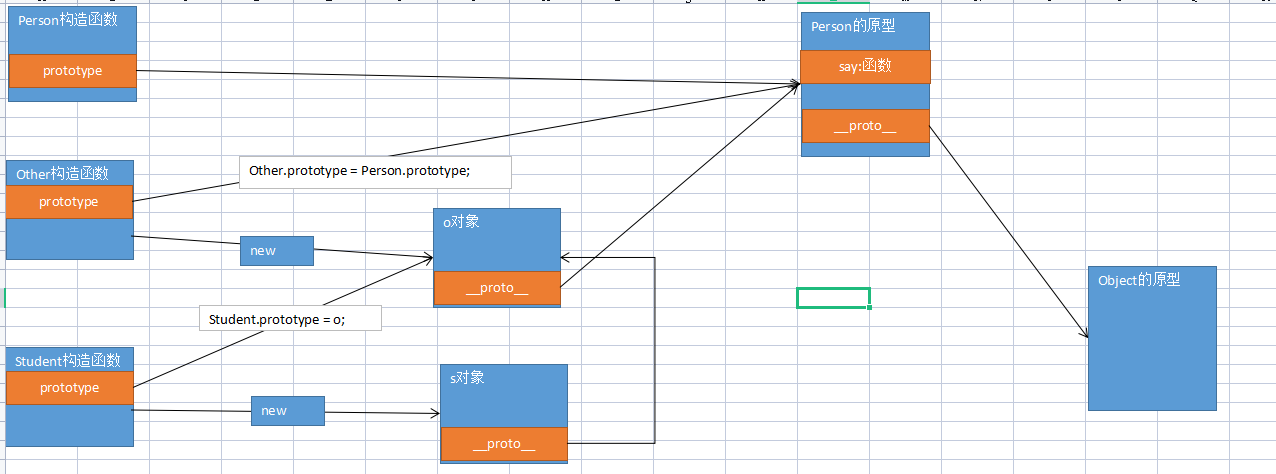 Person构造函数
prototype
Person的原型
say:函数
__proto__
Other构造函数
prototype
Other.prototype = Person.prototype;
new
o对象
__proto__
Object的原型
Student.prototype = o;
Student构造函数
prototype
new
s对象
__proto__